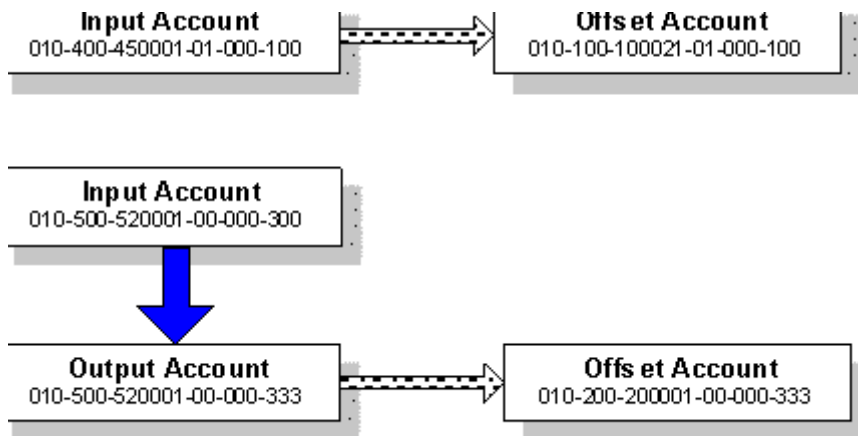 Input Account
010-400-450001-01-000-100
Offset Account
010-100-100021-01-000-100
Input Account
010-500-520001-00-000-300
Output Account
010-500-520001-00-000-333
Offset Account
010-200-200001-00-000-333